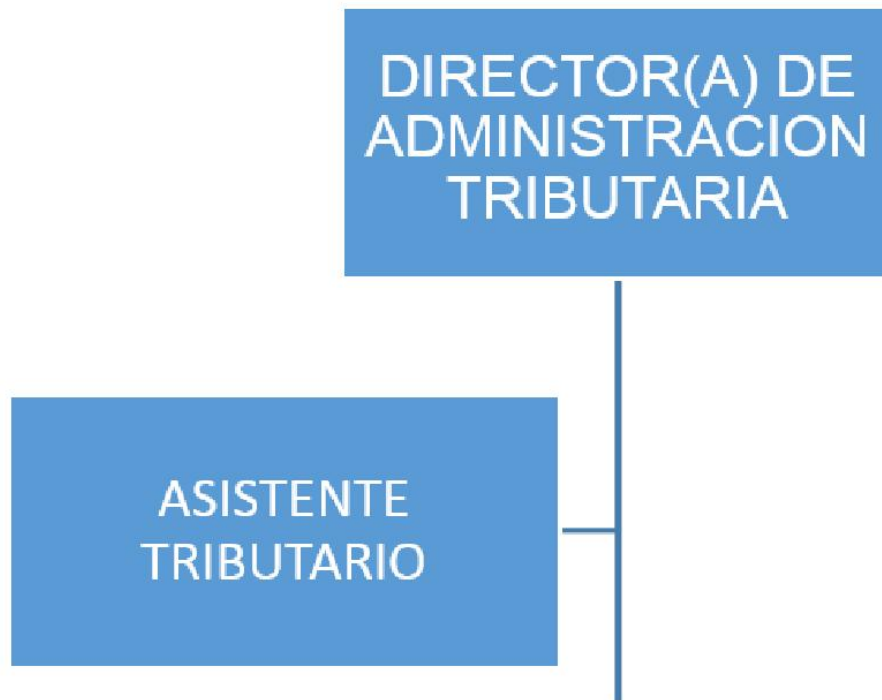 DIRECTOR(A) DE
ADMINISTRACION
TRIBUTARIA
ASISTENTE
TRIBUTARIO